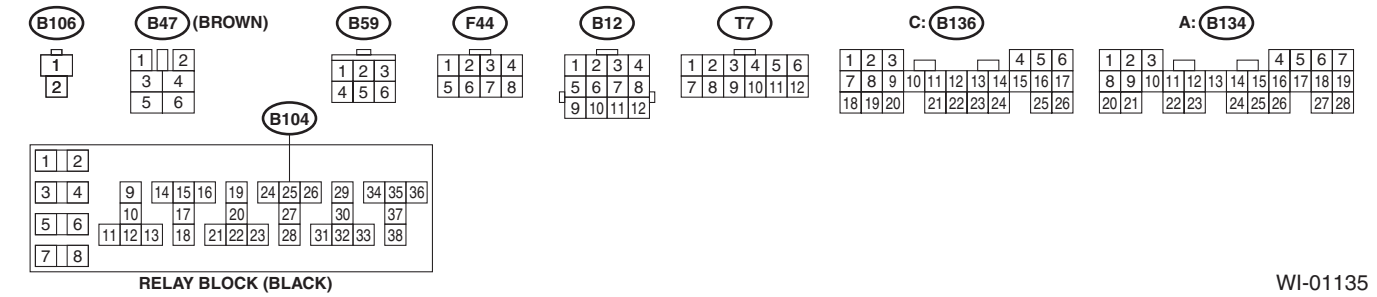 B106 B47 (BROWN) B59 F44 B12 T7 C: B136 A: B134
1 1 2 1 2 3 1 2 3 4 1 2 3 4 1 2 3 4 5 6 1 2 3 4 5 6 1 2 3 4 5 6 7
2 3 4 4 5 6 5 6 7 8 5 6 7 8 7 8 9 10 11 12 7 8 9 10 11 12 13 14 15 16 17 8 9 10 11 12 13 14 15 16 17 18 19
5 6 9 10 11 12 18 19 20 21 22 23 24 25 26 20 21 22 23 24 25 26 27 28
B104
1 2
3 4 9 14 15 16 19 24 25 26 29 34 35 36
10 17 20 27 30 37
5 6
11 12 13 18 21 22 23 28 31 32 33 38
7 8
RELAY BLOCK (BLACK)
WI-01135